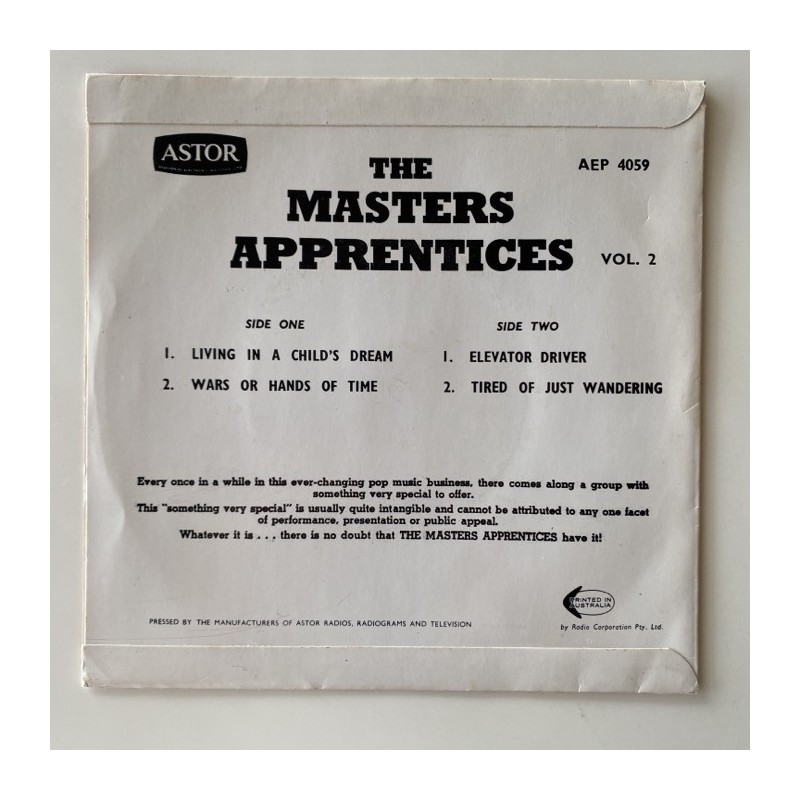 ASTOR
THE
MASTERS
APPRENTICES
AEP 4059
VOL. 2
SIDE ONE
1. LIVING IN A CHILD'S DREAM
2. WARS OR HANDS OF TIME
SIDE TWO
1. ELEVATOR DRIVER
2. TIRED OF JUST WANDERING
Every once in a while in this ever-changing pop music business, there comes along a group with
something very special to offer.
This "something very special" is usually quite intangible and cannot be attributed to any one facet
of performance, presentation or public appeal.
Whatever it is . . . there is no doubt that THE MASTERS APPRENTICES have it!
PRINTED IN
AUSTRALIA
by Radio Corporation Pty. Ltd.
PRESSED BY THE MANUFACTURERS OF ASTOR RADIOS, RADIOGRAMS AND TELEVISION